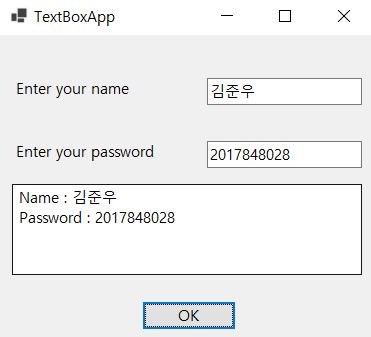 TextBoxApp
Enter your name
김준우
Enter your password
2017848028
Name : 김준우
Password : 2017848028
OK